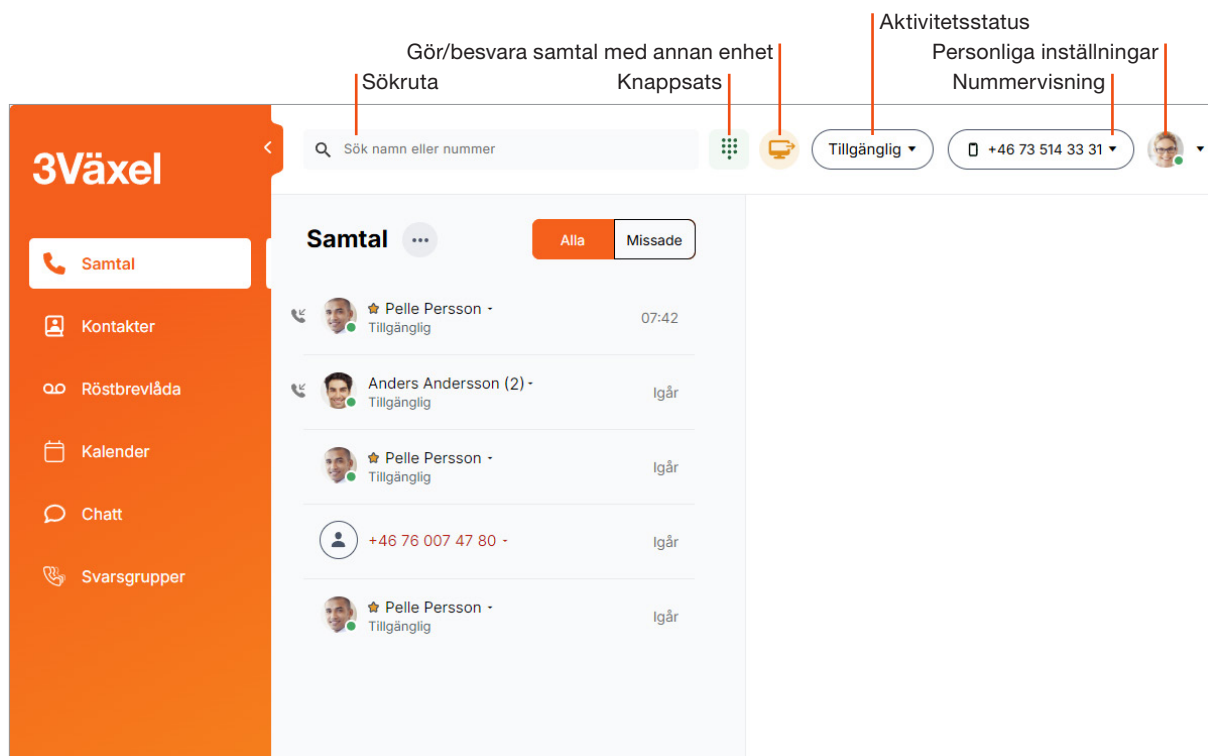 Aktivitetsstatus
Gör/besvara samtal med annan enhet
Personliga inställningar
Sökruta
Knappsats
Nummervisning
3Växel
Sök namn eller nummer
Tillgänglig
+46 73 514 33 31
Samtal
Kontakter
Röstbrevlåda
Kalender
Chatt
Svarsgrupper
Samtal
Alla
Missade
Pelle Persson
Tillgänglig
07:42
Anders Andersson (2)
Tillgänglig
Igår
Pelle Persson
Tillgänglig
Igår
+46 76 007 47 80
Igår
Pelle Persson
Tillgänglig
Igår